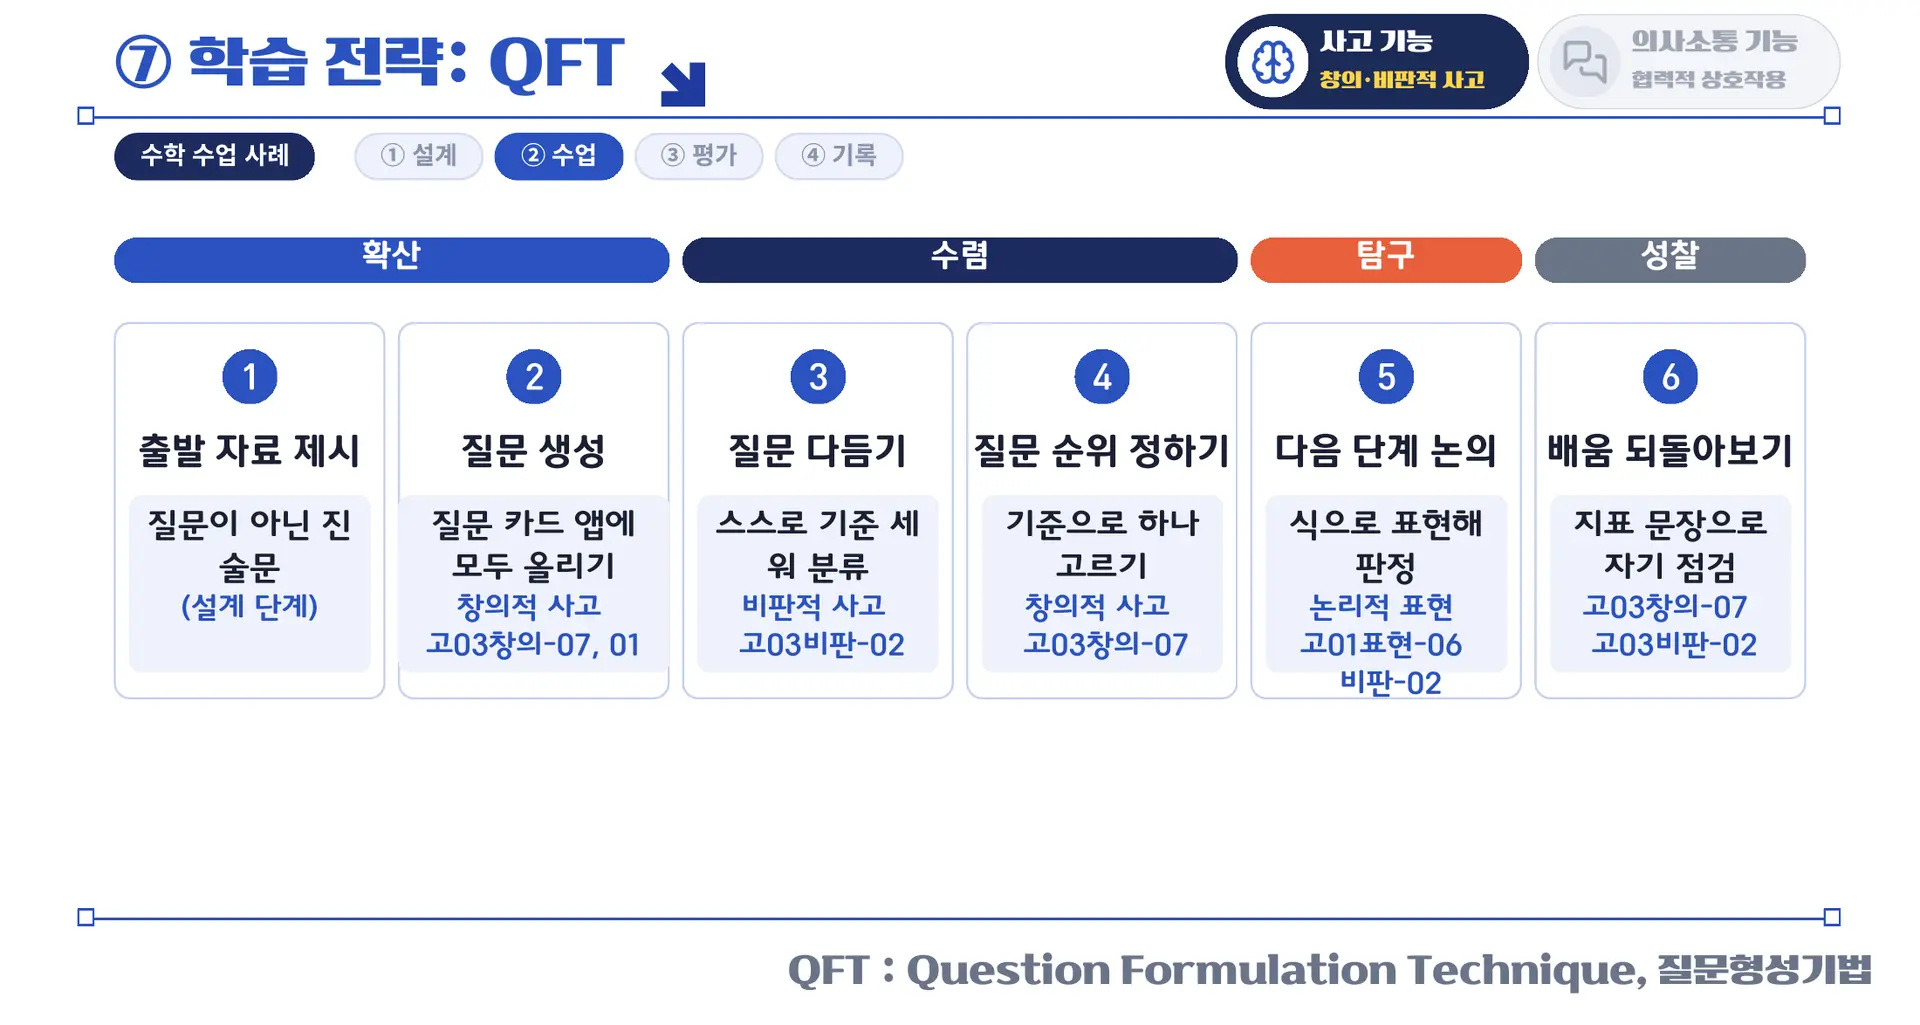 ⑦ 학습 전략: QFT
사고 기능
창의·비판적 사고
의사소통 기능
협력적 상호작용
수학 수업 사례
① 설계
② 수업
③ 평가
④ 기록
확산
수렴
탐구
성찰
1
출발 자료 제시
질문이 아닌 진
술문
(설계 단계)
2
질문 생성
질문 카드 앱에
모두 올리기
창의적 사고
고03창의-07, 01
3
질문 다듬기
스스로 기준 세
워 분류
비판적 사고
고03비판-02
4
질문 순위 정하기
기준으로 하나
고르기
창의적 사고
고03창의-07
5
다음 단계 논의
식으로 표현해
판정
논리적 표현
고01표현-06
비판-02
6
배움 되돌아보기
지표 문장으로
자기 점검
고03창의-07
고03비판-02
QFT : Question Formulation Technique, 질문형성기법